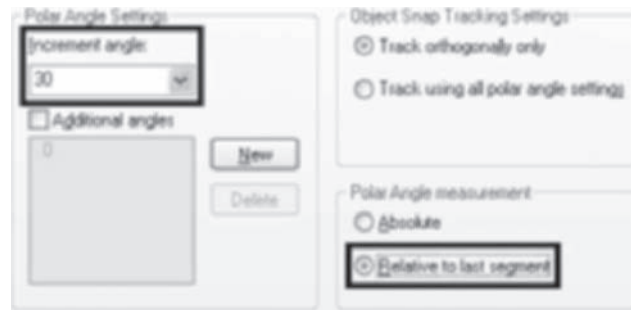 Polar Angle Settings
Increment angle:
30
Additional angles
0
New
Delete
Object Snap Tracking Settings
Track orthogonally only
Track using all polar angle settings
Polar Angle measurement
Absolute
Relative to last segment